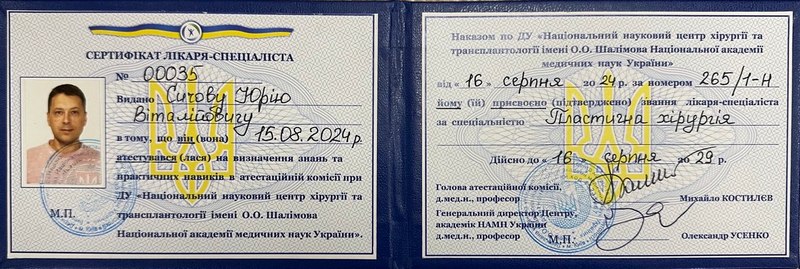 СЕРТИФІКАТ ЛІКАРЯ-СПЕЦІАЛІСТА
№ 00035
Видано Сичову Юрію
Віталійовичу
в тому, що він (вона) 15.08.2024 р.
атестувався (лася) на визначення знань та
практичних навиків в атестаційній комісії при
ДУ «Національний науковий центр хірургії та
трансплантології імені О.О. Шалімова
Національної академії медичних наук України».
М.П.
Наказом по ДУ «Національний науковий центр хірургії та
трансплантології імені О.О. Шалімова Національної академії
медичних наук України»
від « 16 » серпня 2024 р. за номером 265/1-Н
йому (їй) присвоєно (підтверджено) звання лікаря-спеціаліста
за спеціальністю Пластична хірургія
Дійсно до « 16 » серпня 2029 р.
Голова атестаційної комісії,
д.мед.н., професор Михайло КОСТИЛЄВ
Генеральний директор Центру,
академік НАМН України
д.мед.н., професор М.П. Олександр УСЕНКО